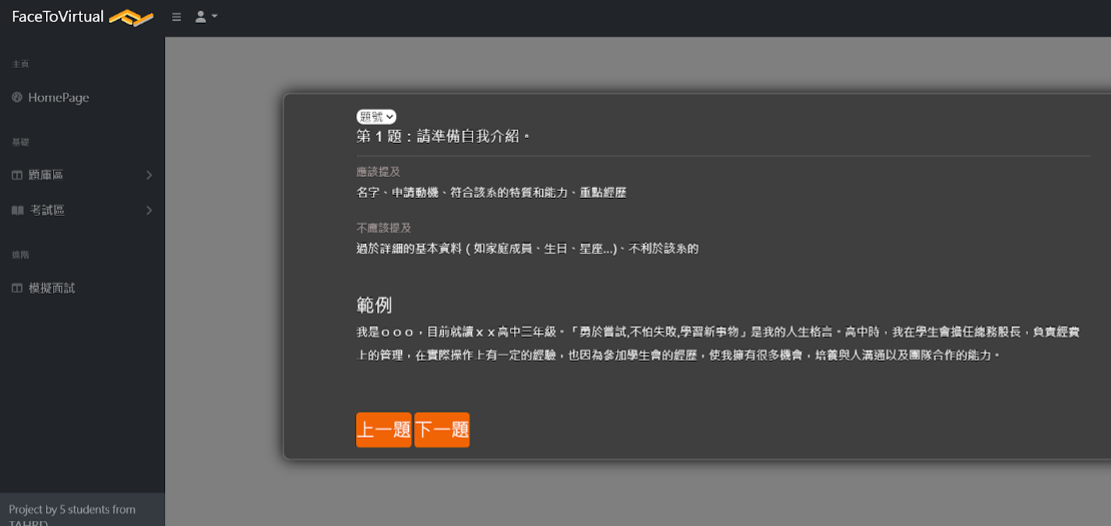 FaceToVirtual
主頁
HomePage
基礎
題庫區
考試區
進階
模擬面試
Project by 5 students from
TAHRD
題號
第 1 題：請準備自我介紹。
應該提及
名字、申請動機、符合該系的特質和能力、重點經歷
不應該提及
過於詳細的基本資料 ( 如家庭成員、生日、星座...)、不利於該系的
範例
我是ｏｏｏ，目前就讀ｘｘ高中三年級。「勇於嘗試,不怕失敗,學習新事物」是我的人生格言。高中時，我在學生會擔任總務股長，負責經費
上的管理，在實際操作上有一定的經驗，也因為參加學生會的經歷，使我擁有很多機會，培養與人溝通以及團隊合作的能力。
上一題 下一題